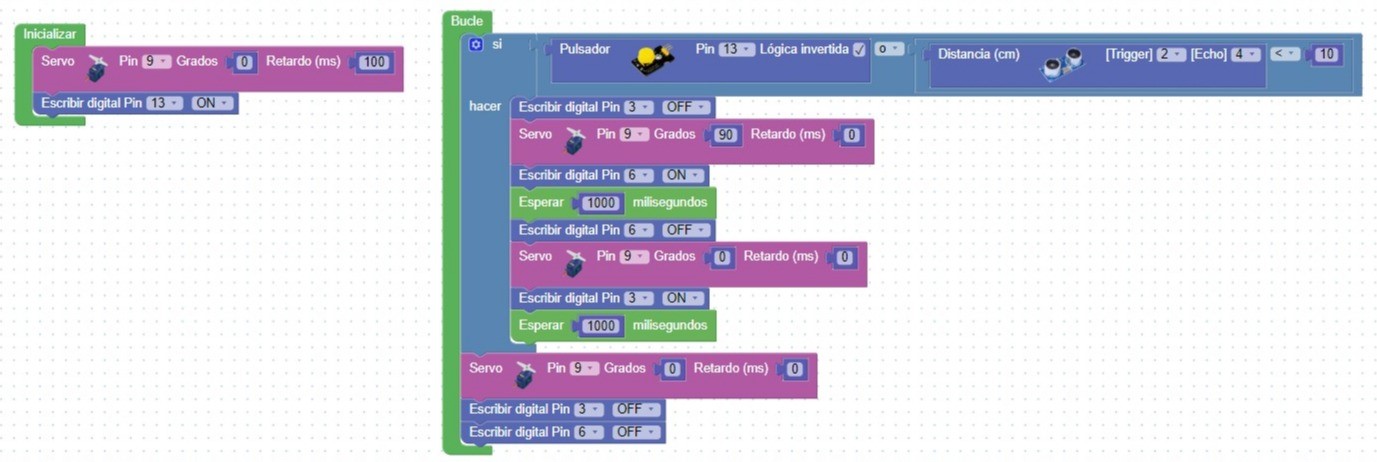 Inicializar
Servo Pin 9 Grados 0 Retardo (ms) 100
Escribir digital Pin 13 ON
Bucle
si Pulsador Pin 13 Lógica invertida ✓ o Distancia (cm) [Trigger] 2 [Echo] 4 < 10
hacer Escribir digital Pin 3 OFF
Servo Pin 9 Grados 90 Retardo (ms) 0
Escribir digital Pin 6 ON
Esperar 1000 milisegundos
Escribir digital Pin 6 OFF
Servo Pin 9 Grados 0 Retardo (ms) 0
Escribir digital Pin 3 ON
Esperar 1000 milisegundos
Servo Pin 9 Grados 0 Retardo (ms) 0
Escribir digital Pin 3 OFF
Escribir digital Pin 6 OFF